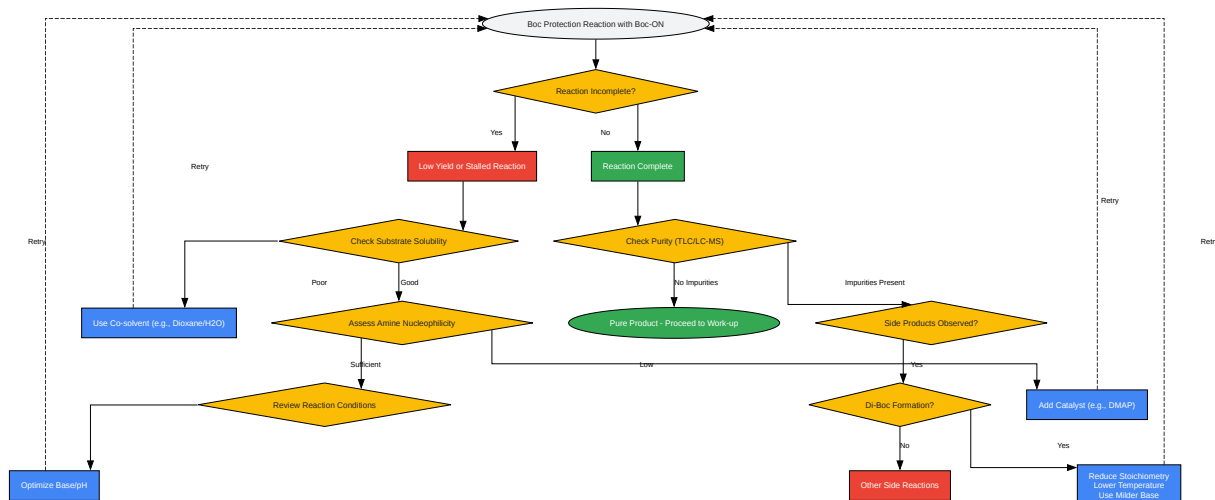 Boc Protection Reaction with Boc-ON
Reaction Incomplete?
Yes
No
Low Yield or Stalled Reaction
Reaction Complete
Retry
Retry
Retry
Check Substrate Solubility
Check Purity (TLC/LC-MS)
Retr
Poor
Good
No Impurities
Impurities Present
Use Co-solvent (e.g., Dioxane/H2O)
Assess Amine Nucleophilicity
Pure Product - Proceed to Work-up
Side Products Observed?
Sufficient
Low
Yes
Review Reaction Conditions
Di-Boc Formation?
Add Catalyst (e.g., DMAP)
No
Yes
Optimize Base/pH
Other Side Reactions
Reduce Stoichiometry
Lower Temperature
Use Milder Base